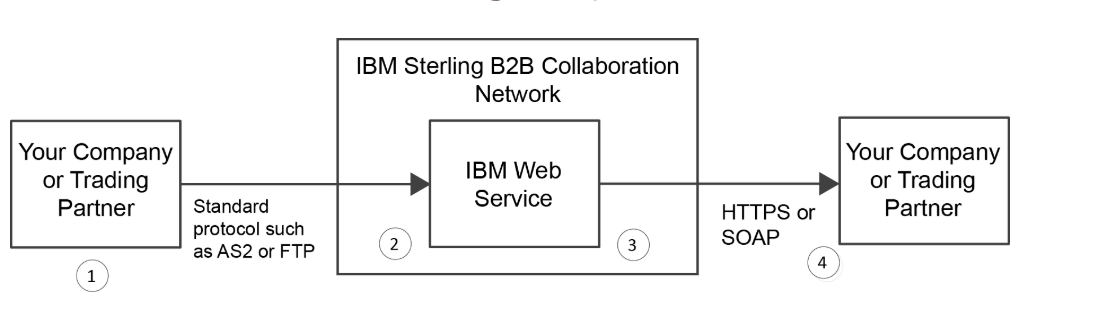 IBM Sterling B2B Collaboration
Network
Your Company
or Trading
Partner
Standard
protocol such
as AS2 or FTP
IBM Web
Service
HTTPS or
SOAP
Your Company
or Trading
Partner
1
2
3
4